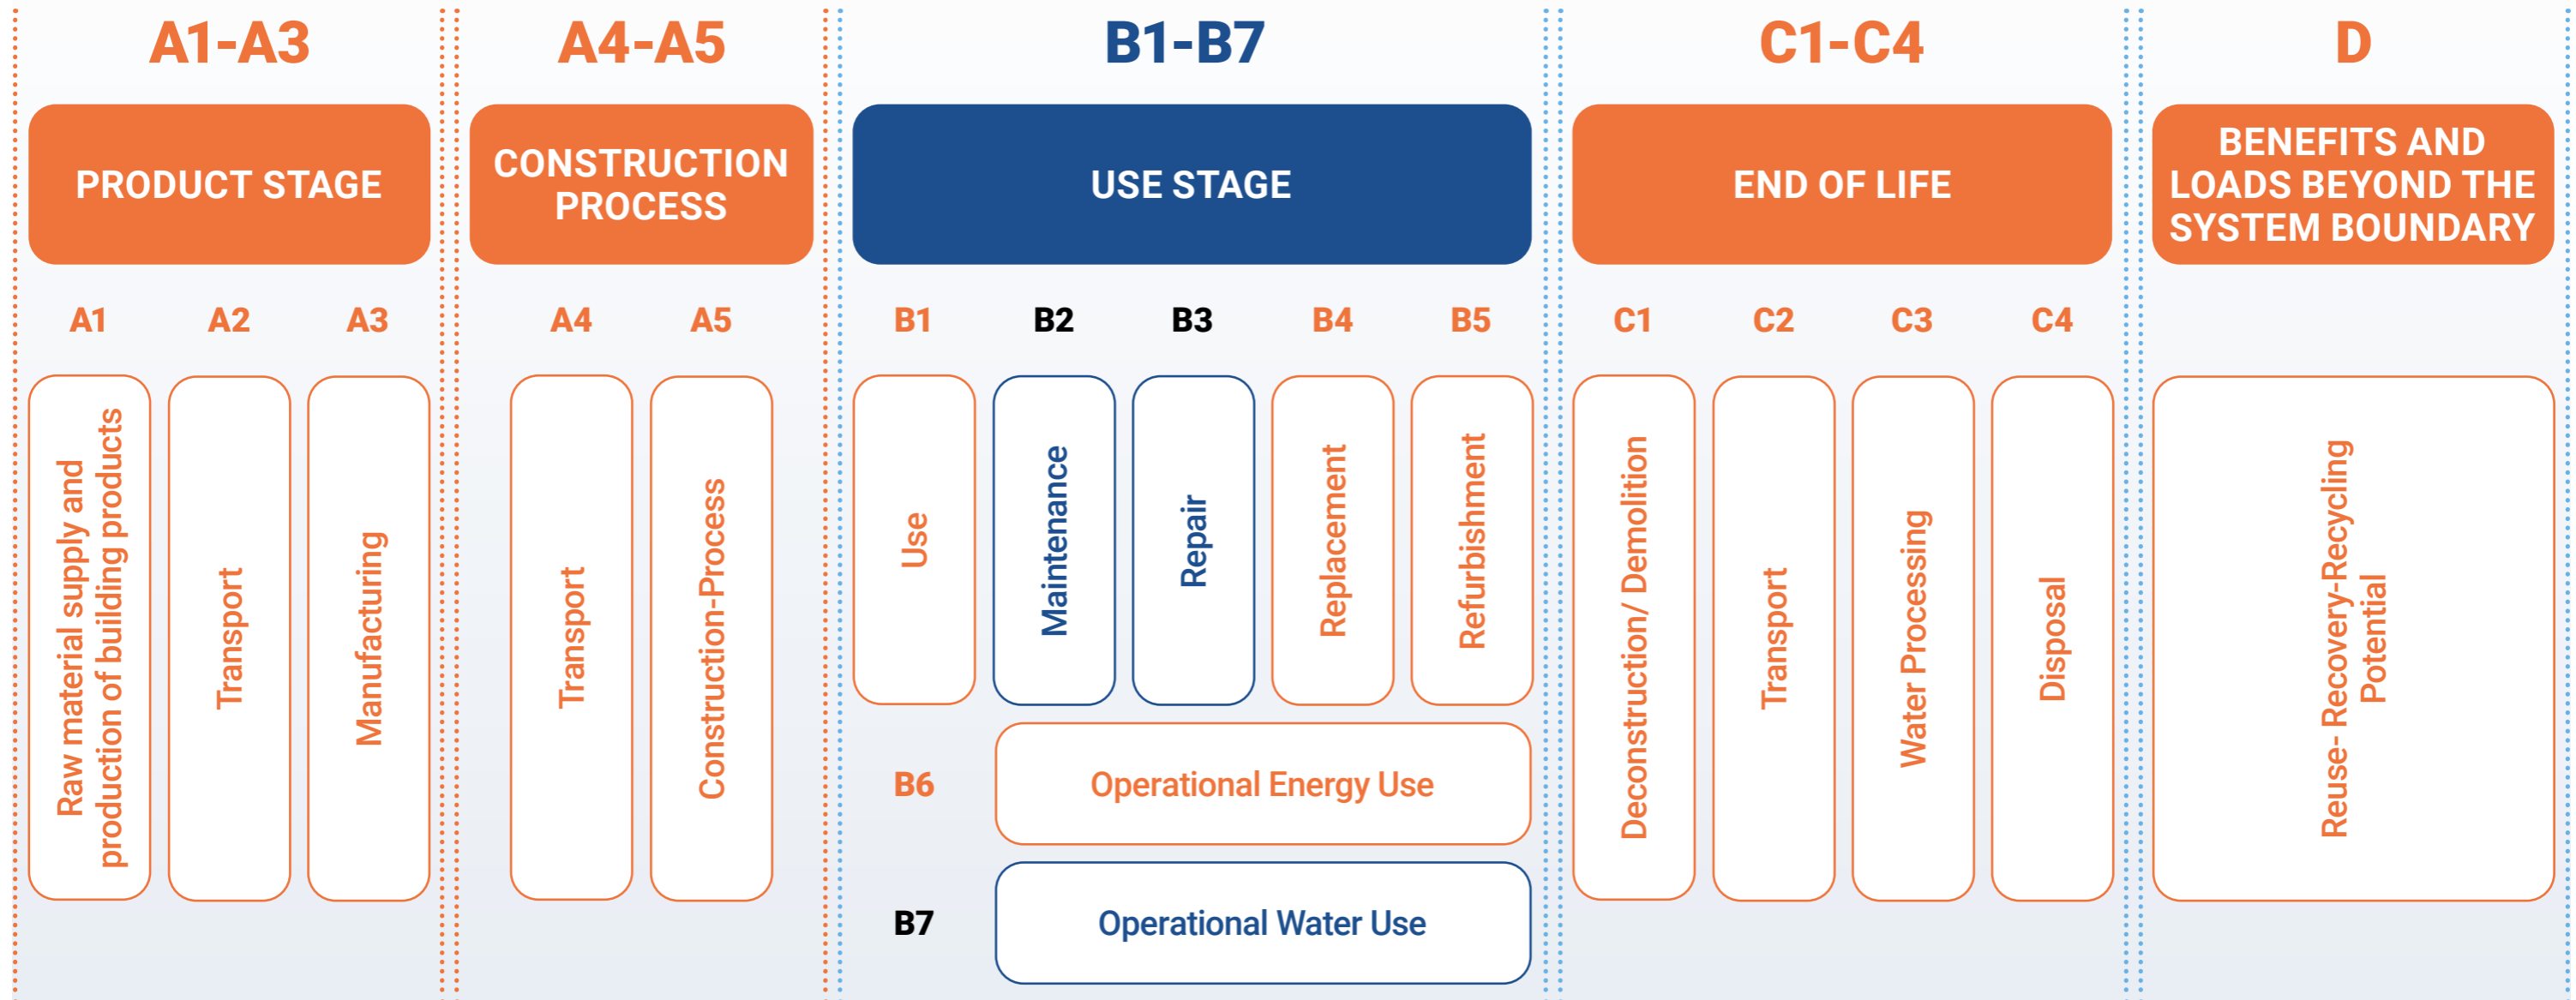 A1-A3
A4-A5
B1-B7
C1-C4
D
PRODUCT STAGE
CONSTRUCTION
PROCESS
USE STAGE
END OF LIFE
BENEFITS AND
LOADS BEYOND THE
SYSTEM BOUNDARY
A1
A2
A3
A4
A5
B1
B2
B3
B4
B5
C1
C2
C3
C4
Raw material supply and
production of building products
Transport
Manufacturing
Transport
Construction-Process
Use
Maintenance
Repair
Replacement
Refurbishment
Deconstruction/ Demolition
Transport
Water Processing
Disposal
Reuse- Recovery-Recycling
Potential
B6
Operational Energy Use
B7
Operational Water Use